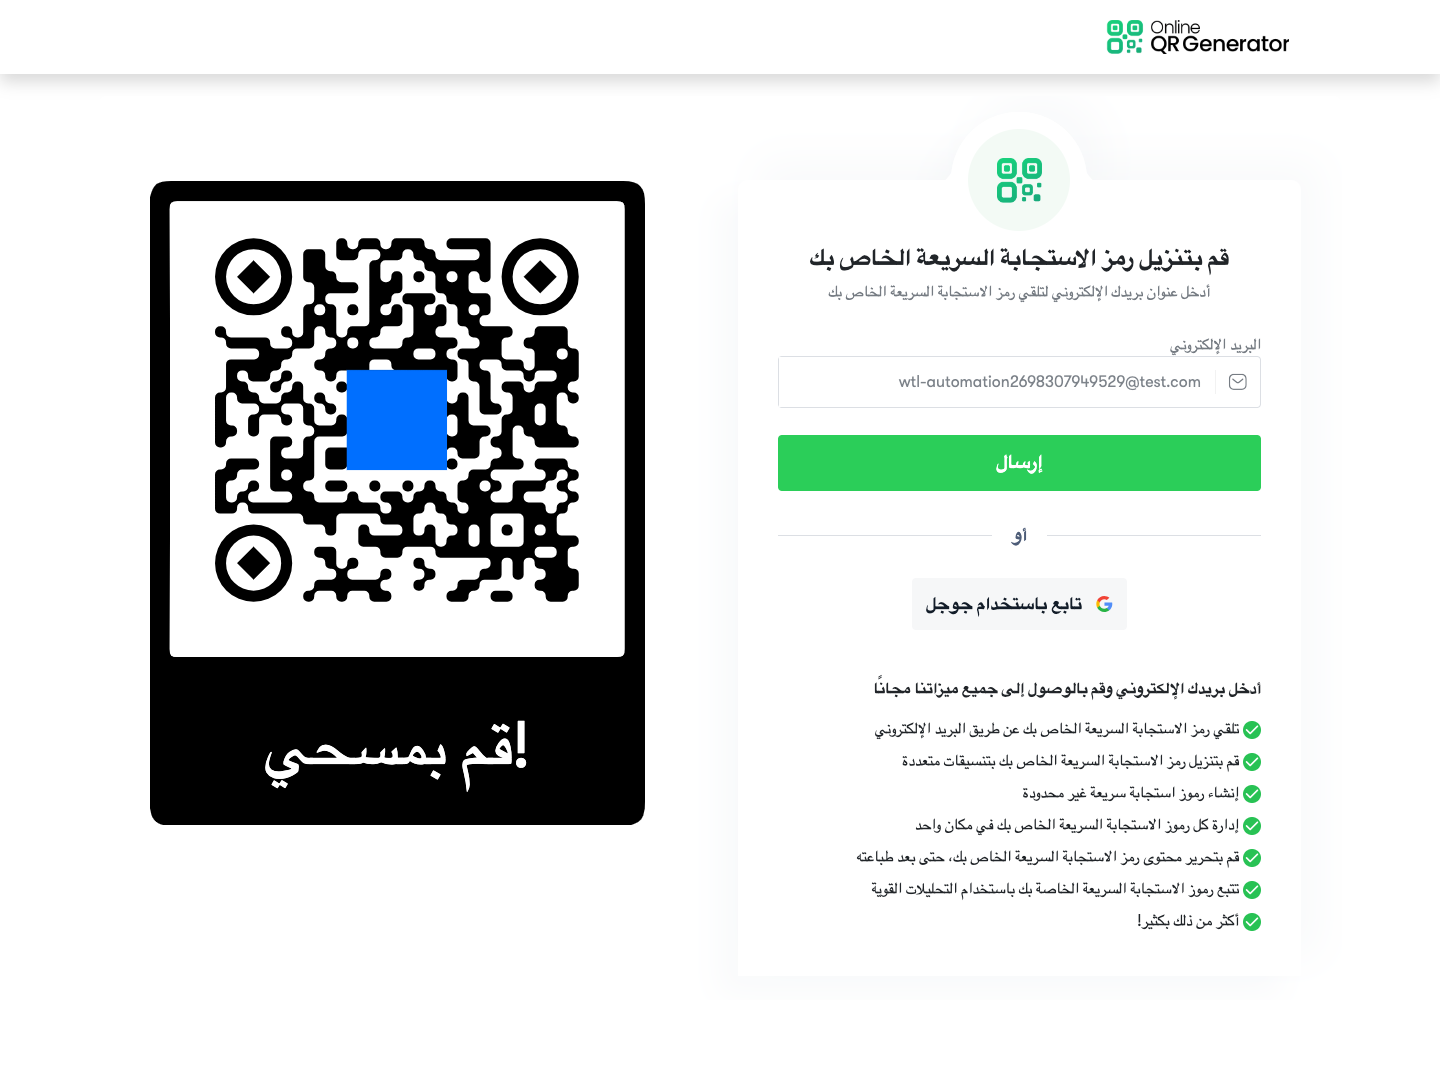 Online
QR Generator
قم بتنزيل رمز الاستجابة السريعة الخاص بك
أدخل عنوان بريدك الإلكتروني لتلقي رمز الاستجابة السريعة الخاص بك
البريد الإلكتروني
wtl-automation2698307949529@test.com
إرسال
أو
تابع باستخدام جوجل
أدخل بريدك الإلكتروني وقم بالوصول إلى جميع ميزاتنا مجانًا
تلقي رمز الاستجابة السريعة الخاص بك عن طريق البريد الإلكتروني
قم بتنزيل رمز الاستجابة السريعة الخاص بك بتنسيقات متعددة
إنشاء رموز استجابة سريعة غير محدودة
إدارة كل رموز الاستجابة السريعة الخاص بك في مكان واحد
قم بتحرير محتوى رمز الاستجابة السريعة الخاص بك، حتى بعد طباعته
تتبع رموز الاستجابة السريعة الخاصة بك باستخدام التحليلات القوية
أكثر من ذلك بكثير!
!قم بمسحي